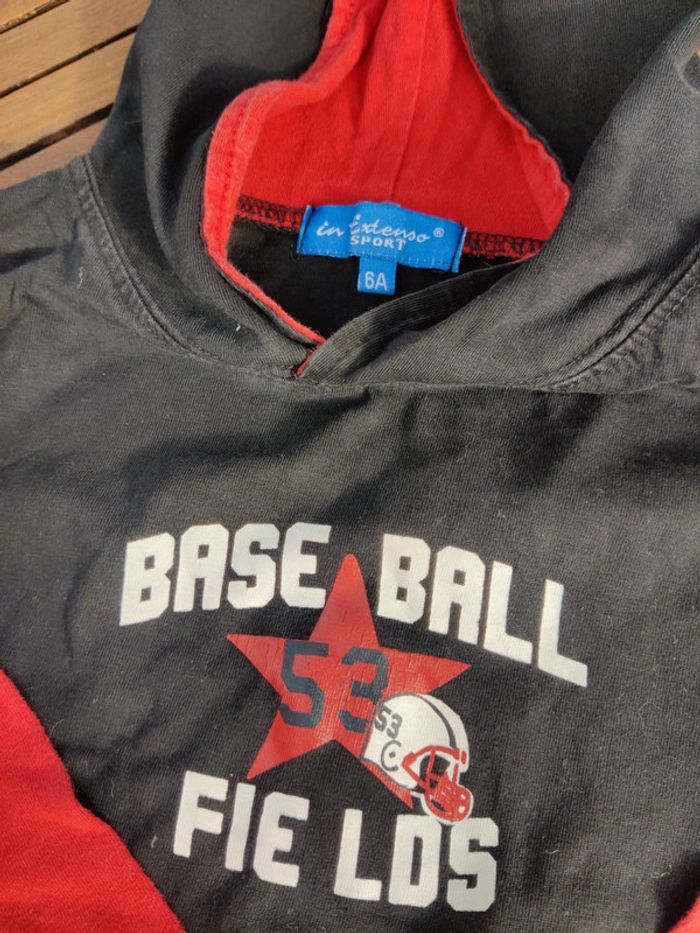 in Extenso®
SPORT
6A
BASE BALL
53
53
FIE LDS